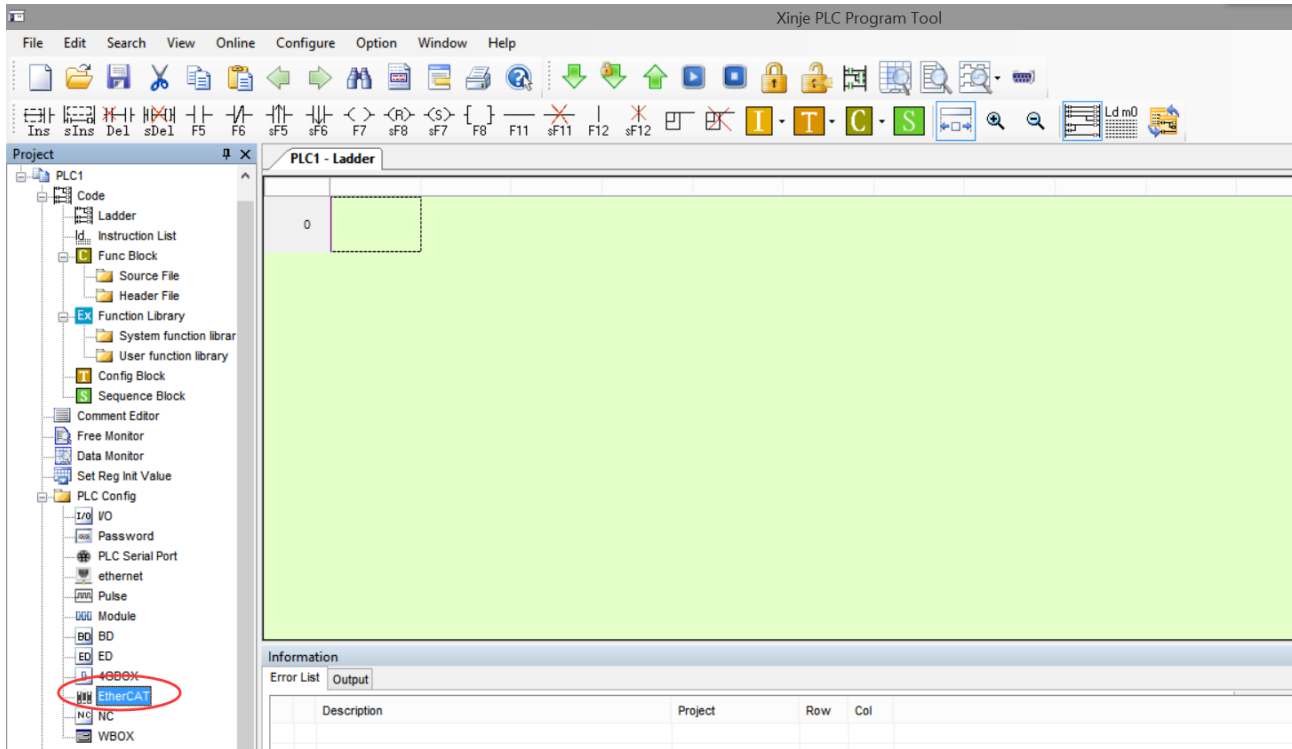 Xinje PLC Program Tool
File Edit Search View Online Configure Option Window Help
Ins sIns Del sDel F5 F6 sF5 sF6 F7 sF8 sF7 F8 F11 sF11 F12 sF12 I T C S Ld m0
Project
PLC1 - Ladder
PLC1
Code
Ladder
Instruction List
0
C Func Block
Source File
Header File
Ex Function Library
System function librar
User function library
T Config Block
S Sequence Block
Comment Editor
Free Monitor
Data Monitor
Set Reg Init Value
PLC Config
I/O I/O
Password
PLC Serial Port
ethernet
Pulse
Module
BD BD
ED ED
4GBOX
EtherCAT
NC NC
WBOX
Information
Error List Output
Description Project Row Col